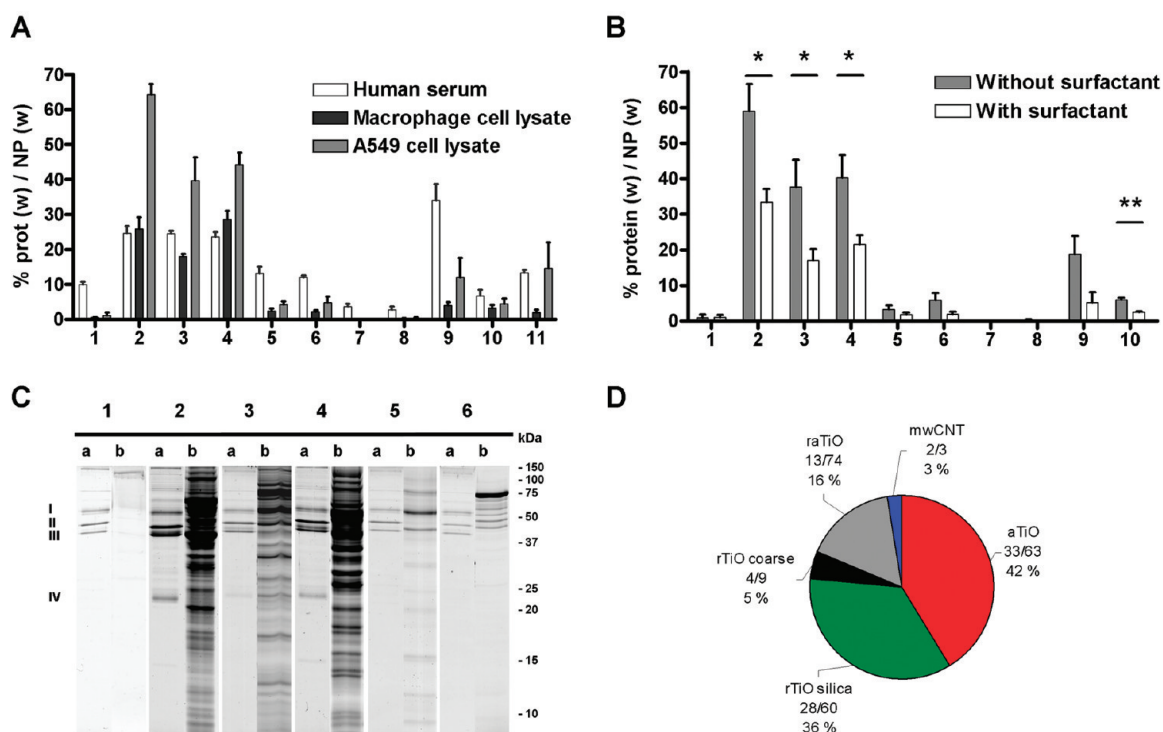 A
% prot (w) / NP (w)
70
60
50
40
30
20
10
0
Human serum
Macrophage cell lysate
A549 cell lysate
1 2 3 4 5 6 7 8 9 10 11
B
% protein (w) / NP (w)
70
60
50
40
30
20
10
0
* * *
Without surfactant
With surfactant
**
1 2 3 4 5 6 7 8 9 10
C
1 2 3 4 5 6
kDa
a b a b a b a b a b a b
I
II
III
IV
- 150
- 100
- 75
- 50
- 37
- 25
- 20
- 15
- 10
D
mwCNT
2/3
3 %
raTiO
13/74
16 %
aTiO
33/63
42 %
rTiO coarse
4/9
5 %
rTiO silica
28/60
36 %